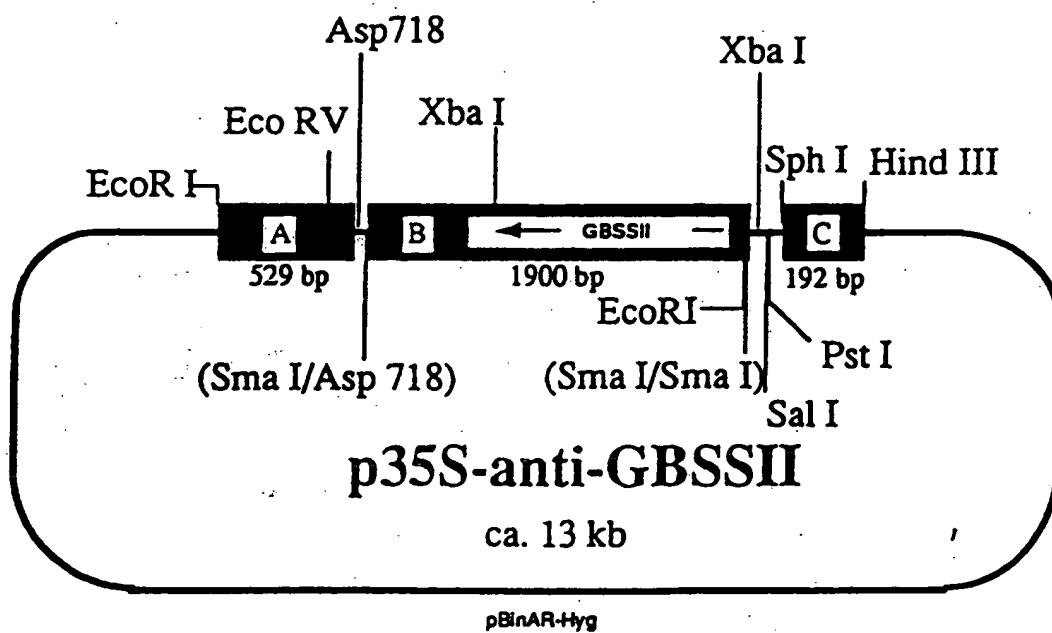 Asp718
Xba I
Eco RV
Xba I
Sph I
Hind III
EcoR I
A
B
GBSSII
C
529 bp
1900 bp
192 bp
EcoRI
Pst I
(Sma I/Asp 718)
(Sma I/Sma I)
Sal I
p35S-anti-GBSSII
ca. 13 kb
pBinAR-Hyg